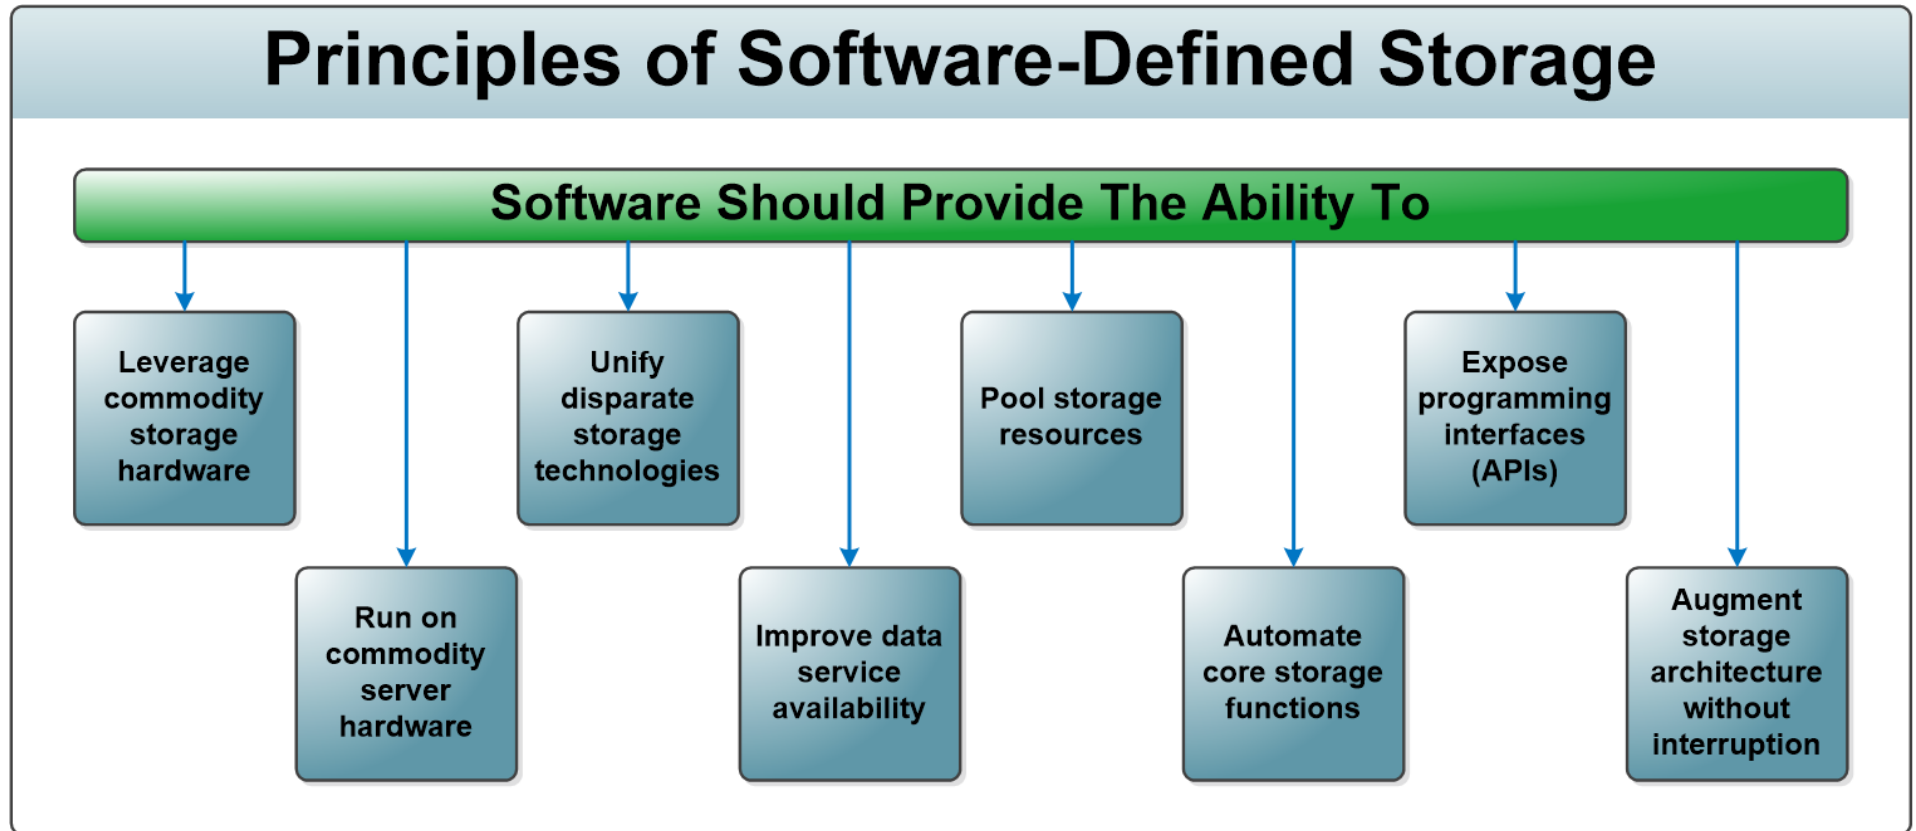 Principles of Software-Defined Storage
Software Should Provide The Ability To
Leverage
commodity
storage
hardware
Run on
commodity
server
hardware
Unify
disparate
storage
technologies
Improve data
service
availability
Pool storage
resources
Automate
core storage
functions
Expose
programming
interfaces
(APIs)
Augment
storage
architecture
without
interruption